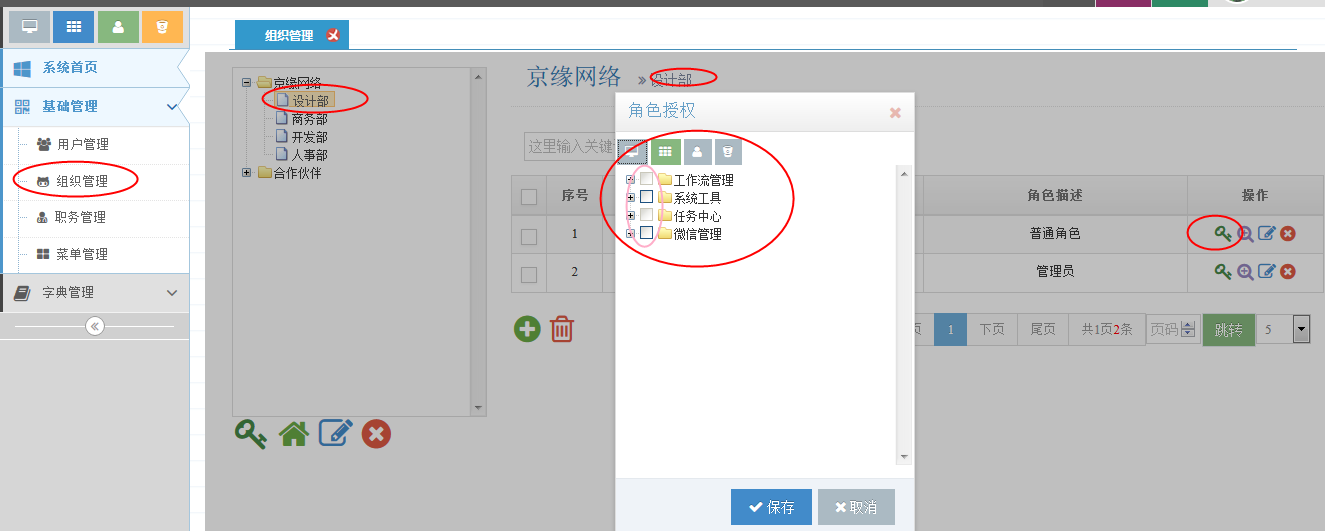 组织管理
系统首页
基础管理
用户管理
组织管理
职务管理
菜单管理
字典管理
京缘网络
设计部
商务部
开发部
人事部
合作伙伴
京缘网络 » 设计部
这里输入关键
序号 角色描述 操作
1 普通角色
2 管理员
页 1 下页 尾页 共1页2条 页码 跳转 5
角色授权
工作流管理
系统工具
任务中心
微信管理
保存 取消